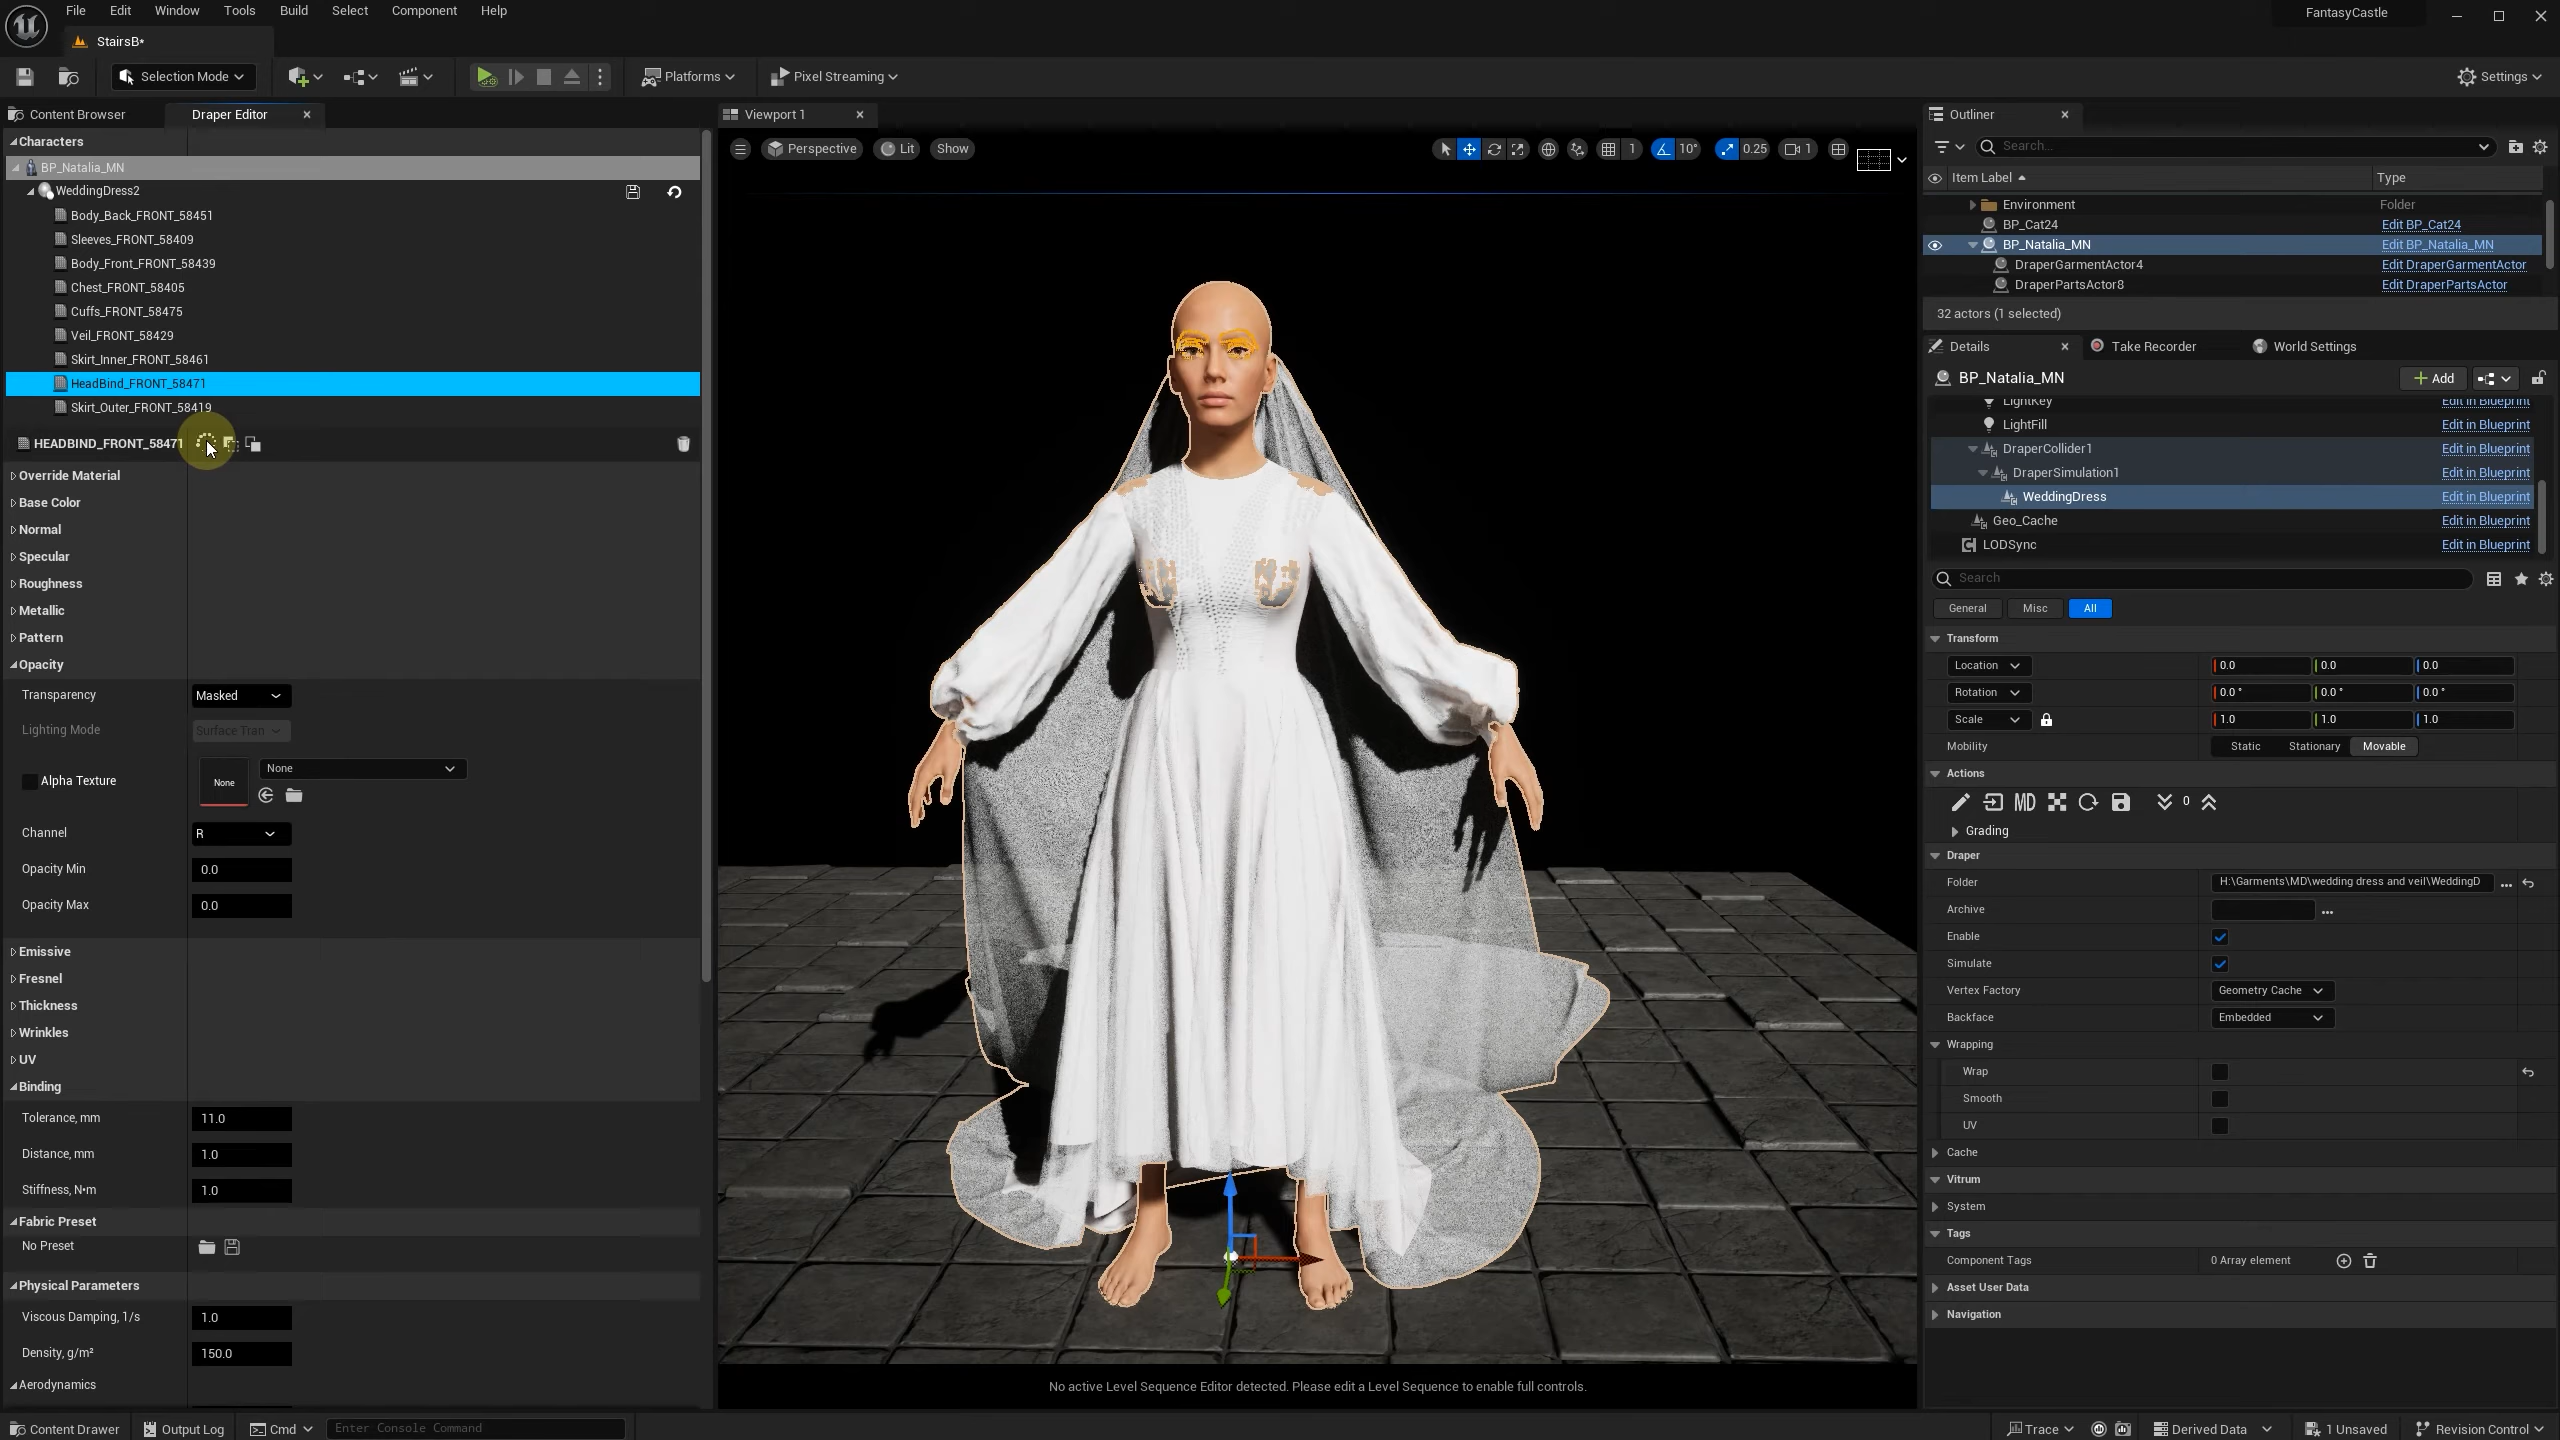 File Edit Window Tools Build Select Component Help
FantasyCastle
StairsB*
Selection Mode
Platforms
Pixel Streaming
Settings
Content Browser
Draper Editor
Characters
BP_Natalia_MN
WeddingDress2
Body_Back_FRONT_58451
Sleeves_FRONT_58409
Body_Front_FRONT_58439
Chest_FRONT_58405
Cuffs_FRONT_58475
Veil_FRONT_58429
Skirt_Inner_FRONT_58461
HeadBind_FRONT_58471
Skirt_Outer_FRONT_58419
HEADBIND_FRONT_58471
Override Material
Base Color
Normal
Specular
Roughness
Metallic
Pattern
Opacity
Transparency Masked
Lighting Mode Surface Tran
Alpha Texture None None
Channel R
Opacity Min 0.0
Opacity Max 0.0
Emissive
Fresnel
Thickness
Wrinkles
UV
Binding
Tolerance, mm 11.0
Distance, mm 1.0
Stiffness, N•m 1.0
Fabric Preset
No Preset
Physical Parameters
Viscous Damping, 1/s 1.0
Density, g/m² 150.0
Aerodynamics
Viewport 1
Perspective Lit Show
1 10° 0.25 1
No active Level Sequence Editor detected. Please edit a Level Sequence to enable full controls.
Outliner
Search...
Item Label Type
Environment Folder
BP_Cat24 Edit BP_Cat24
BP_Natalia_MN Edit BP_Natalia_MN
DraperGarmentActor4 Edit DraperGarmentActor
DraperPartsActor8 Edit DraperPartsActor
32 actors (1 selected)
Details Take Recorder World Settings
BP_Natalia_MN Add
LightKey Edit in Blueprint
LightFill Edit in Blueprint
DraperCollider1 Edit in Blueprint
DraperSimulation1 Edit in Blueprint
WeddingDress Edit in Blueprint
Geo_Cache Edit in Blueprint
LODSync Edit in Blueprint
Search
General Misc All
Transform
Location 0.0 0.0 0.0
Rotation 0.0 ° 0.0 ° 0.0 °
Scale 1.0 1.0 1.0
Mobility Static Stationary Movable
Actions
MD 0
Grading
Draper
Folder H:\Garments\MD\wedding dress and veil\WeddingD
Archive
Enable
Simulate
Vertex Factory Geometry Cache
Backface Embedded
Wrapping
Wrap
Smooth
UV
Cache
Vitrum
System
Tags
Component Tags 0 Array element
Asset User Data
Navigation
Content Drawer Output Log Cmd Enter Console Command
Trace Derived Data 1 Unsaved Revision Control